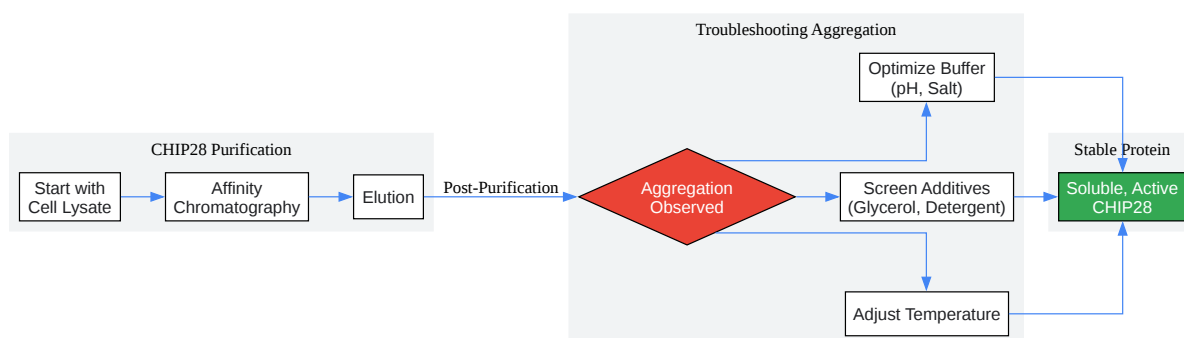 Troubleshooting Aggregation
Optimize Buffer
(pH, Salt)
CHIP28 Purification
Stable Protein
Start with
Cell Lysate
Affinity
Chromatography
Elution
Post-Purification
Aggregation
Observed
Screen Additives
(Glycerol, Detergent)
Soluble, Active
CHIP28
Adjust Temperature